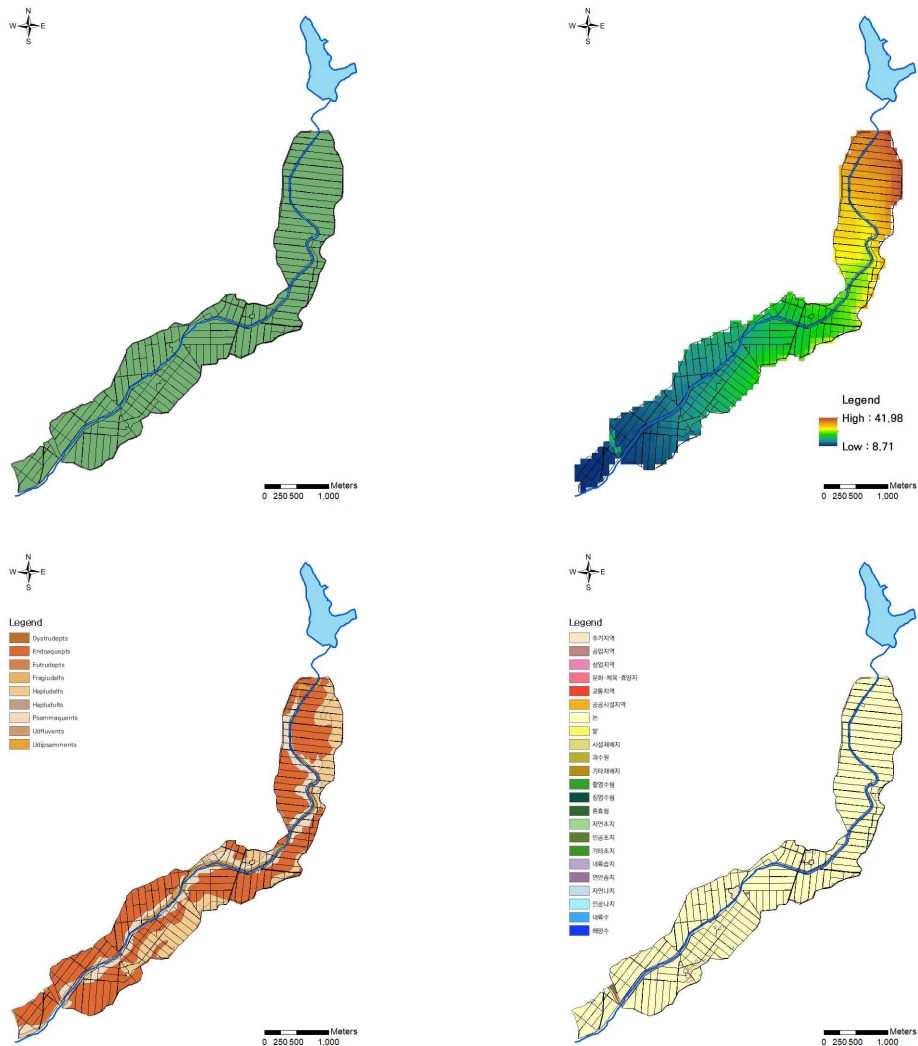 N
W E
S
0 250 500 1,000 Meters
N
W E
S
Legend
High : 41.98
Low : 8.71
0 250 500 1,000 Meters
N
W E
S
Legend
Dystrudepts
Endoaquepts
Eutrudepts
Fragiudalfs
Hapludalfs
Hapludults
Psammaquents
Udfluvents
Udipsamments
0 250 500 1,000 Meters
N
W E
S
Legend
주거지역
공업지역
상업지역
문화·체육·휴양지
교통지역
공공시설지역
논
밭
시설재배지
과수원
기타재배지
활엽수림
침엽수림
혼효림
자연초지
인공초지
기타초지
내륙습지
연안습지
자연나지
인공나지
내륙수
해양수
0 250 500 1,000 Meters